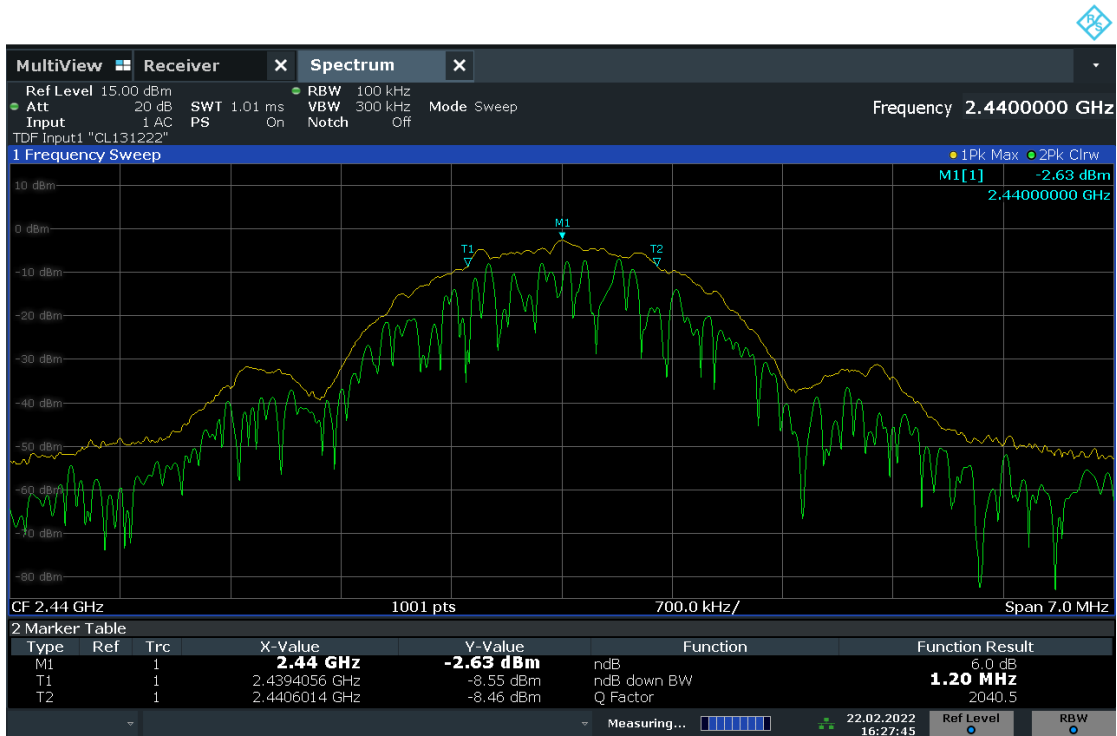 R/S
MultiView Receiver X Spectrum X
Ref Level 15.00 dBm RBW 100 kHz
Att 20 dB SWT 1.01 ms VBW 300 kHz Mode Sweep
Input 1 AC PS On Notch Off
Frequency 2.4400000 GHz
TDF Input1 "CL131222"
1 Frequency Sweep 1Pk Max 2Pk Clrw
M1[1] -2.63 dBm
2.44000000 GHz
10 dBm
0 dBm
M1
T1 T2
-10 dBm
-20 dBm
-30 dBm
-40 dBm
-50 dBm
-60 dBm
-70 dBm
-80 dBm
CF 2.44 GHz 1001 pts 700.0 kHz/ Span 7.0 MHz
2 Marker Table
Type Ref Trc X-Value Y-Value Function Function Result
M1 1 2.44 GHz -2.63 dBm ndB 6.0 dB
T1 1 2.4394056 GHz -8.55 dBm ndB down BW 1.20 MHz
T2 1 2.4406014 GHz -8.46 dBm Q Factor 2040.5
Measuring... 22.02.2022 Ref Level RBW
16:27:45